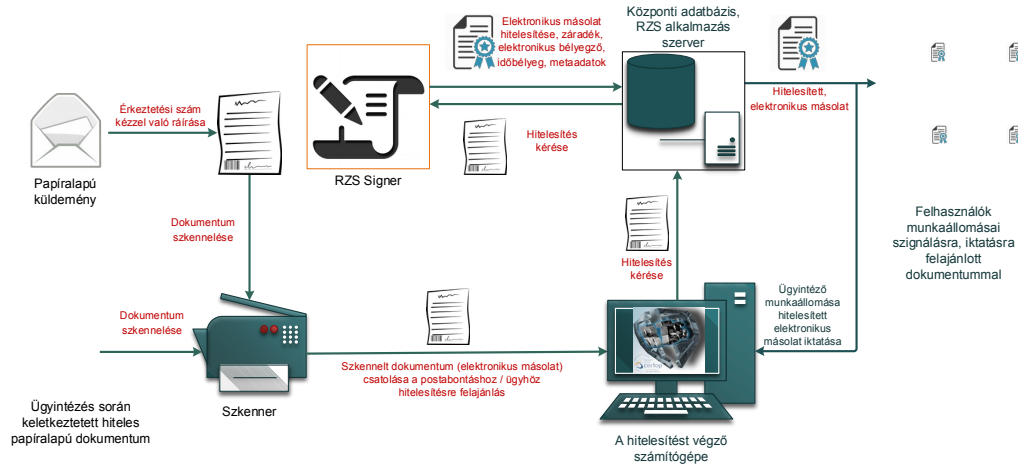 Elektronikus másolat
hitelesítése, záradék,
elektronikus bélyegző,
időbélyeg, metaadatok
Központi adatbázis,
RZS alkalmazás
szerver
Érkeztetési szám
kézzel való ráírása
Hitelesített,
elektronikus másolat
Hitelesítés
kérése
Papíralapú
küldemény
RZS Signer
Dokumentum
szkennelése
Hitelesítés
kérése
Felhasználók
munkaállomásai
szignálásra, iktatásra
felajánlott
dokumentummal
Dokumentum
szkennelése
Ügyintéző
munkaállomása
hitelesített
elektronikus
másolat iktatása
Szkennelt dokumentum (elektronikus másolat)
csatolása a postabontáshoz / ügyhöz
hitelesítésre felajánlás
certop
Ügyintézés során
keletkeztetett hiteles
papíralapú dokumentum
Szkenner
A hitelesítést végző
számítógépe